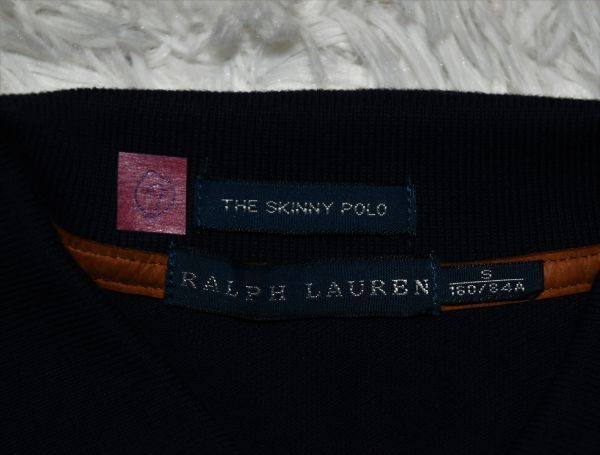 THE SKINNY POLO
RALPH LAUREN
S
160/84A